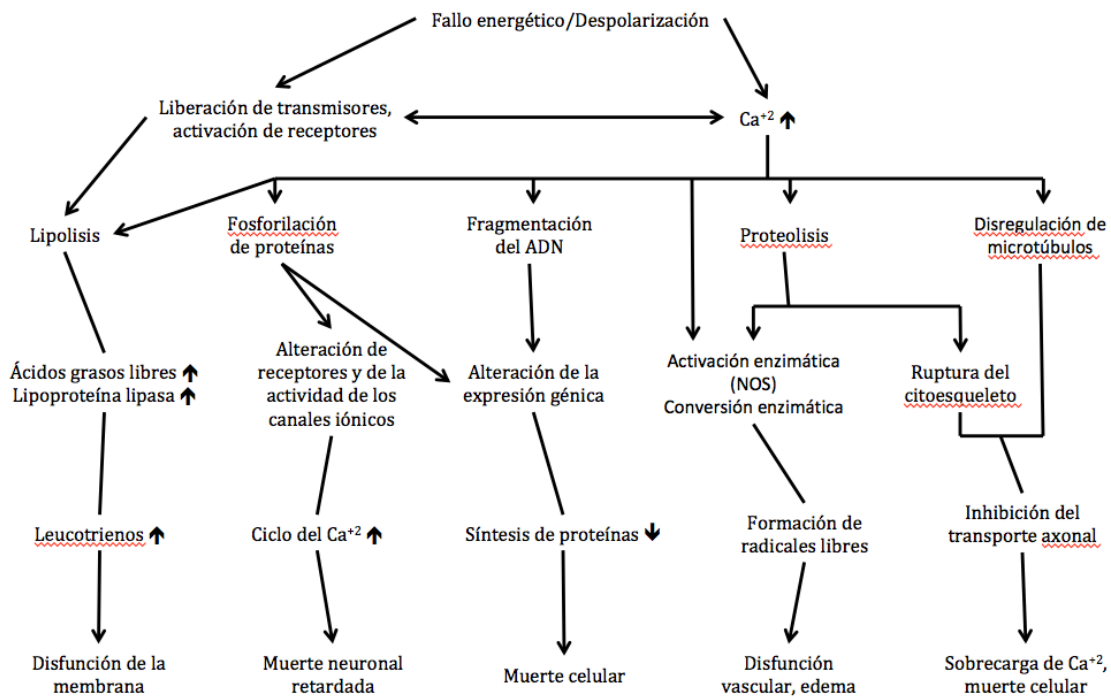 Fallo energético/Despolarización
Liberación de transmisores,
activación de receptores
Ca⁺² ↑
Lipolisis
Fosforilación
de proteínas
Fragmentación
del ADN
Proteolisis
Disregulación de
microtúbulos
Ácidos grasos libres ↑
Lipoproteína lipasa ↑
Alteración de
receptores y de la
actividad de los
canales iónicos
Alteración de la
expresión génica
Activación enzimática
(NOS)
Conversión enzimática
Ruptura del
citoesqueleto
Leucotrienos ↑
Ciclo del Ca⁺² ↑
Síntesis de proteínas ↓
Formación de
radicales libres
Inhibición del
transporte axonal
Disfunción de la
membrana
Muerte neuronal
retardada
Muerte celular
Disfunción
vascular, edema
Sobrecarga de Ca⁺²,
muerte celular